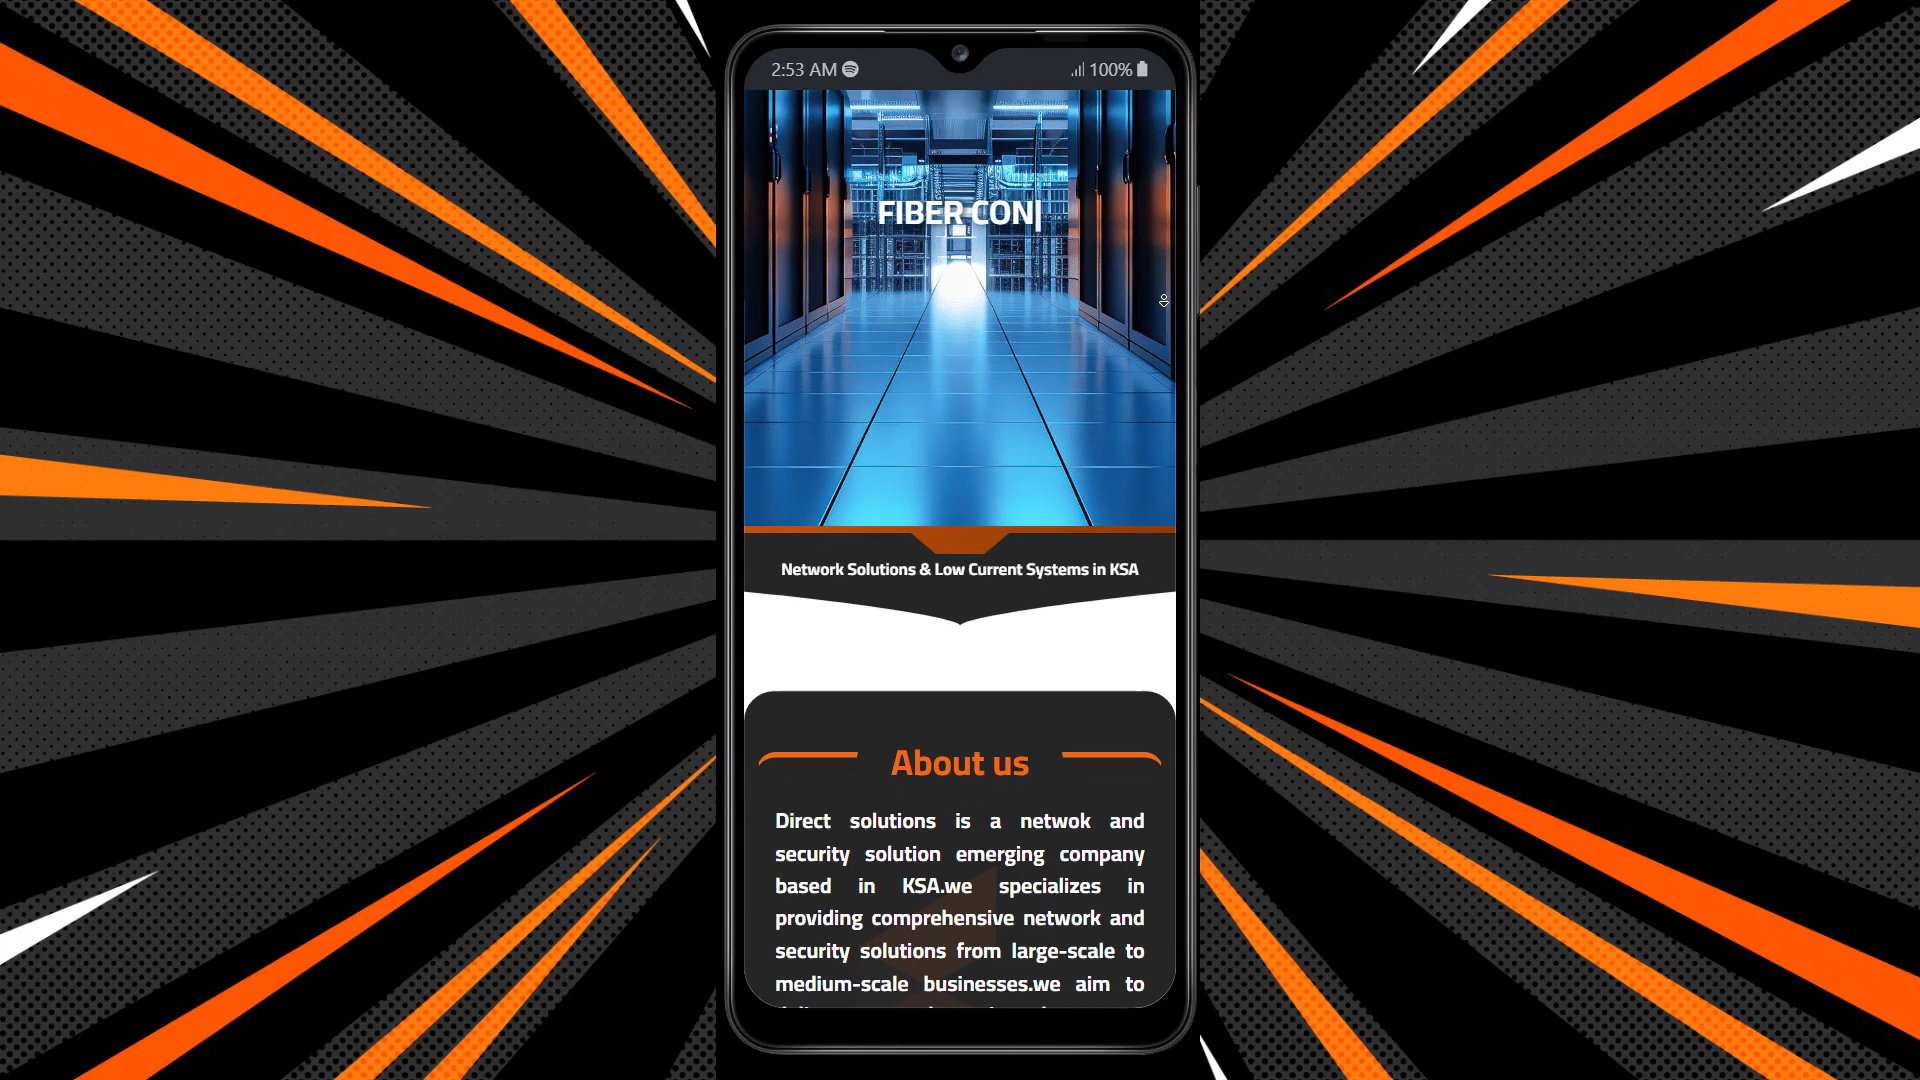 2:53 AM
100%
FIBER CON|
Network Solutions & Low Current Systems in KSA
About us
Direct solutions is a netwok and
security solution emerging company
based in KSA.we specializes in
providing comprehensive network and
security solutions from large-scale to
medium-scale businesses.we aim to